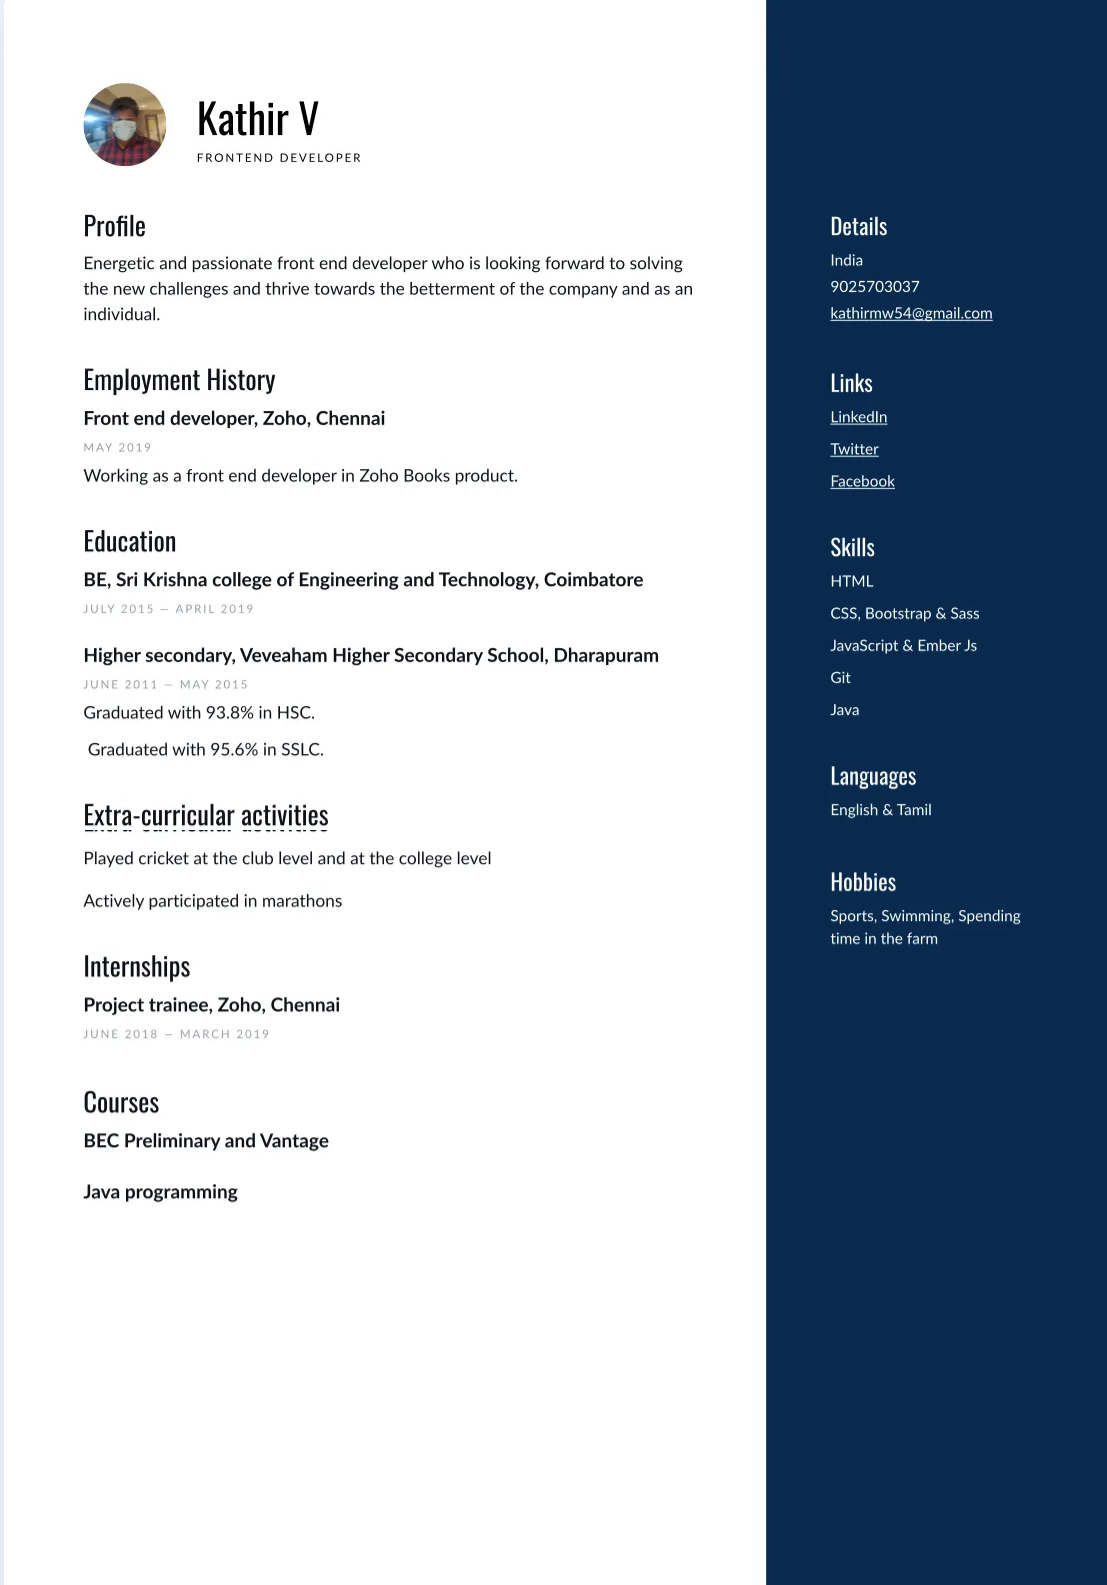 Kathir V
FRONTEND DEVELOPER
Profile
Energetic and passionate front end developer who is looking forward to solving
the new challenges and thrive towards the betterment of the company and as an
individual.
Employment History
Front end developer, Zoho, Chennai
MAY 2019
Working as a front end developer in Zoho Books product.
Education
BE, Sri Krishna college of Engineering and Technology, Coimbatore
JULY 2015 — APRIL 2019
Higher secondary, Veveaham Higher Secondary School, Dharapuram
JUNE 2011 — MAY 2015
Graduated with 93.8% in HSC.
Graduated with 95.6% in SSLC.
Extra-curricular activities
Played cricket at the club level and at the college level
Actively participated in marathons
Internships
Project trainee, Zoho, Chennai
JUNE 2018 — MARCH 2019
Courses
BEC Preliminary and Vantage
Java programming
Details
India
9025703037
kathirmw54@gmail.com
Links
LinkedIn
Twitter
Facebook
Skills
HTML
CSS, Bootstrap & Sass
JavaScript & Ember Js
Git
Java
Languages
English & Tamil
Hobbies
Sports, Swimming, Spending
time in the farm